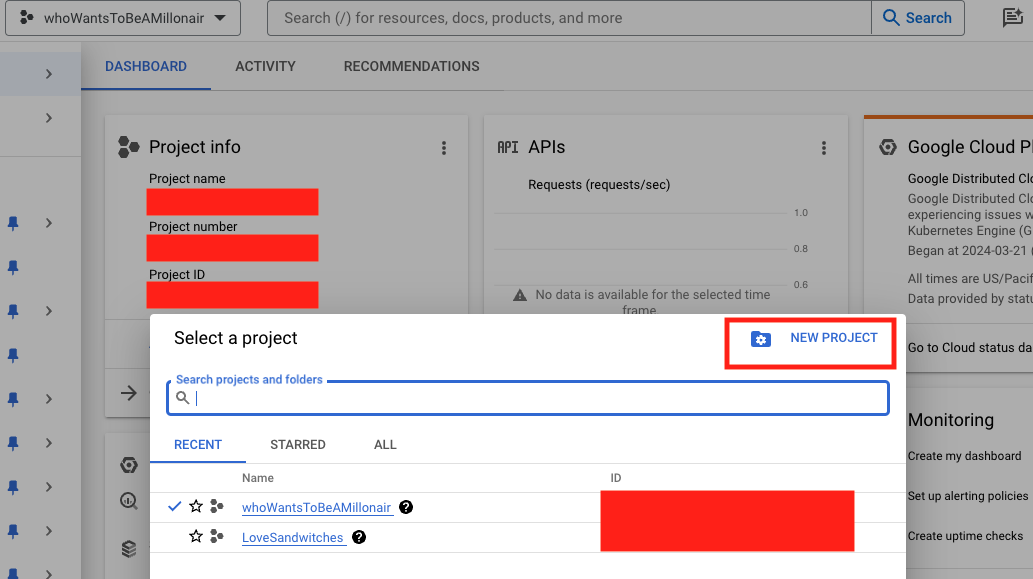 whoWantsToBeAMillonair
Search (/) for resources, docs, products, and more
Search
DASHBOARD
ACTIVITY
RECOMMENDATIONS
Project info
Project name
Project number
Project ID
API APIs
Requests (requests/sec)
1.0
0.8
0.6
No data is available for the selected time
frame.
Google Cloud Pl
Google Distributed Clo
Google Distributed Clo
experiencing issues w
Kubernetes Engine (G
Began at 2024-03-21 (
All times are US/Pacif
Data provided by statu
Go to Cloud status da
Select a project
NEW PROJECT
Search projects and folders
RECENT
STARRED
ALL
Name
ID
whoWantsToBeAMillonair
LoveSandwitches
Monitoring
Create my dashboard
Set up alerting policies
Create uptime checks